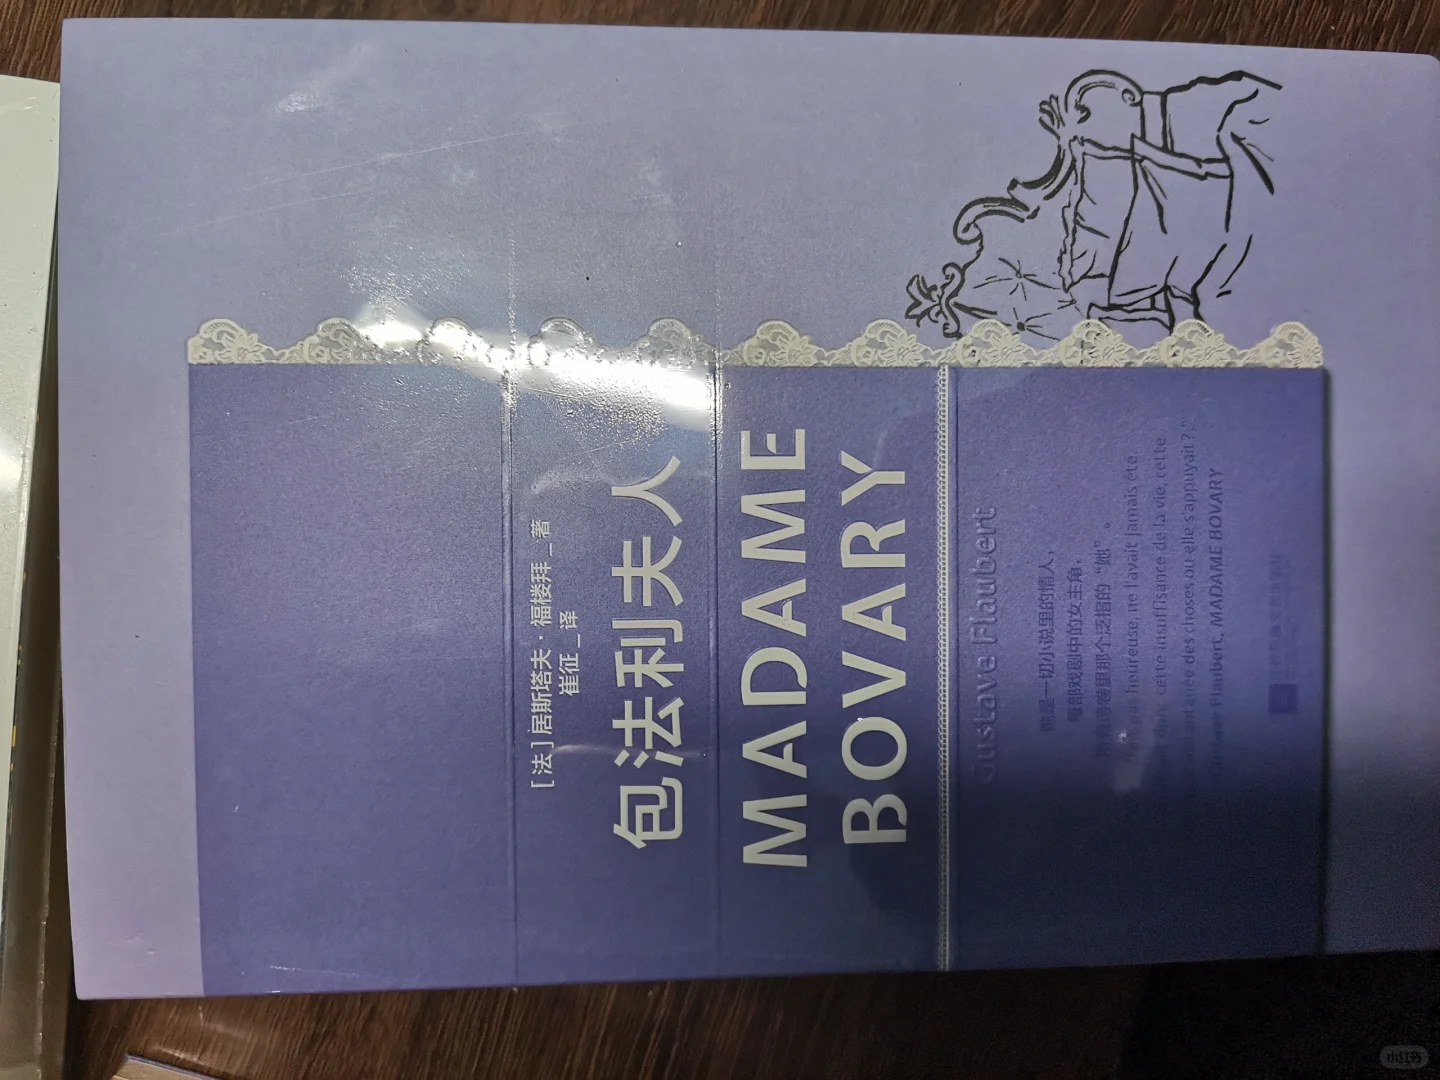 [法]居斯塔夫·福楼拜_著
崔征_译
包法利夫人
MADAME
BOVARY
Gustave Flaubert
她是一切小说里的情人，
每部戏剧中的女主角，
所有诗卷里那个泛指的“她”。
pas heureuse, ne l'avait jamais été.
donc cette insuffisance de la vie, cette
instantanée des choses où elle s'appuyait ?."
Gustave Flaubert, MADAME BOVARY
小红书